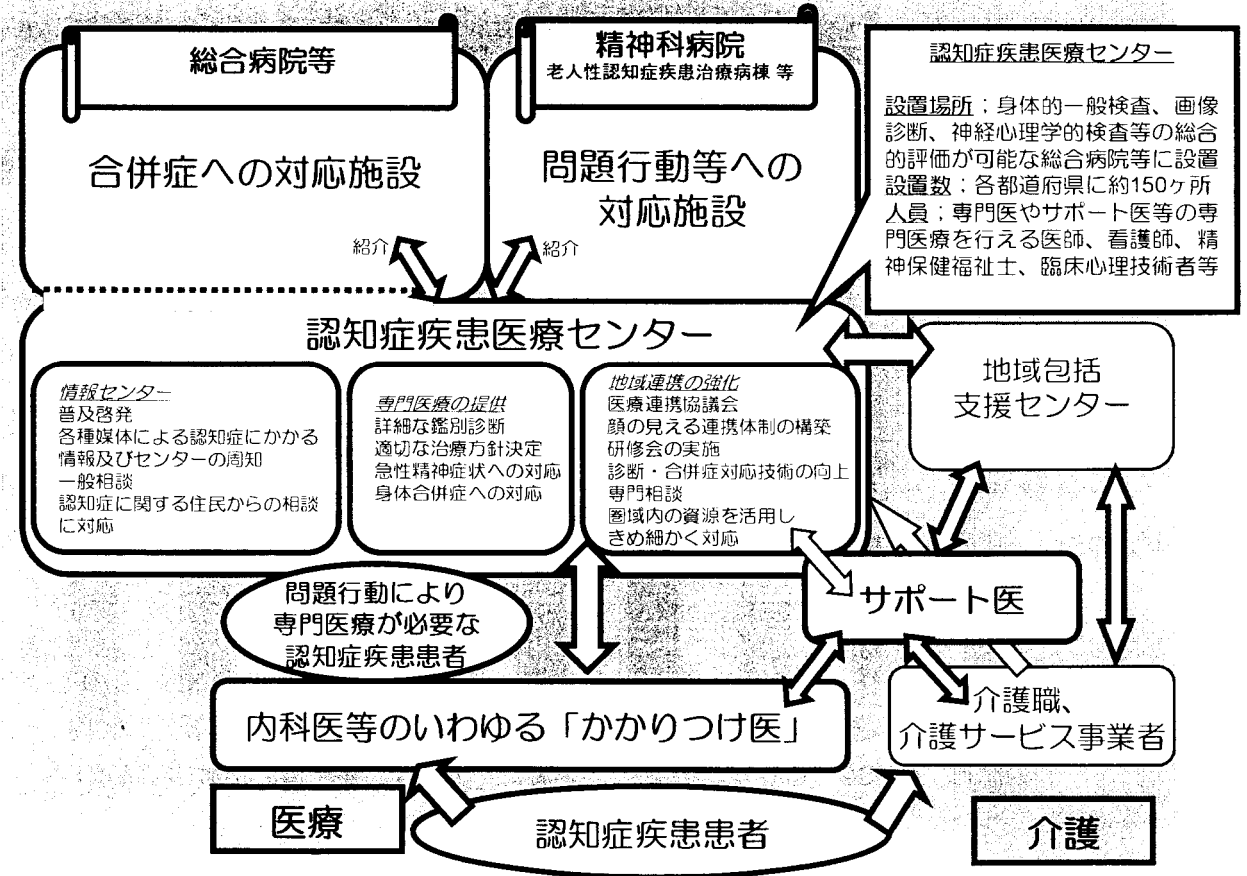 総合病院等
精神科病院
老人性認知症疾患治療病棟 等
合併症への対応施設
問題行動等への
対応施設
紹介
紹介
認知症疾患医療センター
設置場所；身体的一般検査、画像
診断、神経心理学的検査等の総合
的評価が可能な総合病院等に設置
設置数；各都道府県に約150ヶ所
人員；専門医やサポート医等の専
門医療を行える医師、看護師、精
神保健福祉士、臨床心理技術者等
認知症疾患医療センター
情報センター
普及啓発
各種媒体による認知症にかかる
情報及びセンターの周知
一般相談
認知症に関する住民からの相談
に対応
専門医療の提供
詳細な鑑別診断
適切な治療方針決定
急性精神症状への対応
身体合併症への対応
地域連携の強化
医療連携協議会
顔の見える連携体制の構築
研修会の実施
診断・合併症対応技術の向上
専門相談
圏域内の資源を活用し
きめ細かく対応
地域包括
支援センター
問題行動により
専門医療が必要な
認知症疾患患者
サポート医
内科医等のいわゆる「かかりつけ医」
介護職、
介護サービス事業者
医療
認知症疾患患者
介護